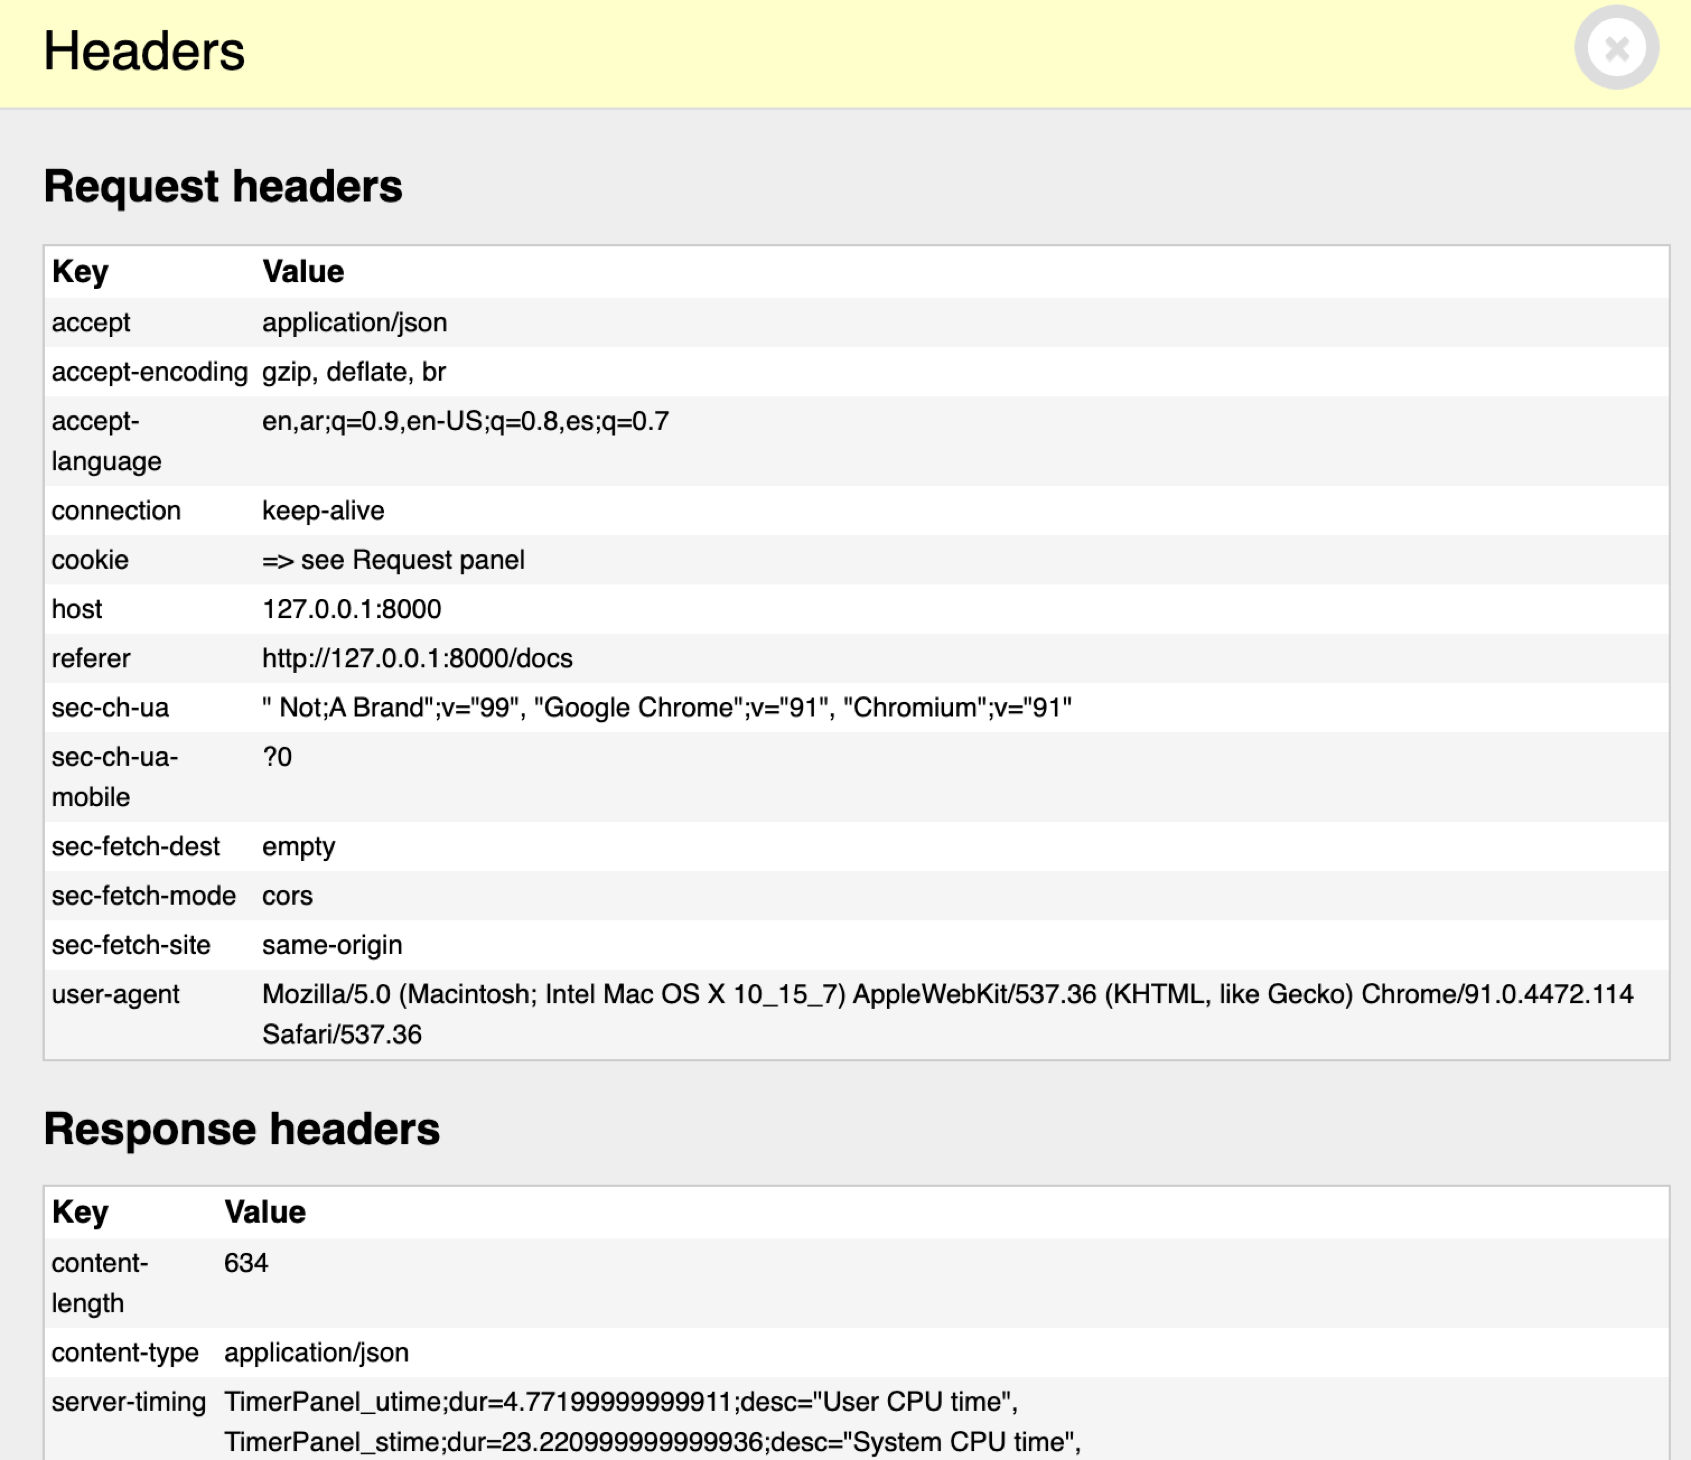 Headers
Request headers
Key Value
accept application/json
accept-encoding gzip, deflate, br
accept-
language en,ar;q=0.9,en-US;q=0.8,es;q=0.7
connection keep-alive
cookie => see Request panel
host 127.0.0.1:8000
referer http://127.0.0.1:8000/docs
sec-ch-ua " Not;A Brand";v="99", "Google Chrome";v="91", "Chromium";v="91"
sec-ch-ua-
mobile ?0
sec-fetch-dest empty
sec-fetch-mode cors
sec-fetch-site same-origin
user-agent Mozilla/5.0 (Macintosh; Intel Mac OS X 10_15_7) AppleWebKit/537.36 (KHTML, like Gecko) Chrome/91.0.4472.114
Safari/537.36
Response headers
Key Value
content-
length 634
content-type application/json
server-timing TimerPanel_utime;dur=4.77199999999911;desc="User CPU time",
TimerPanel_stime;dur=23.220999999999936;desc="System CPU time",